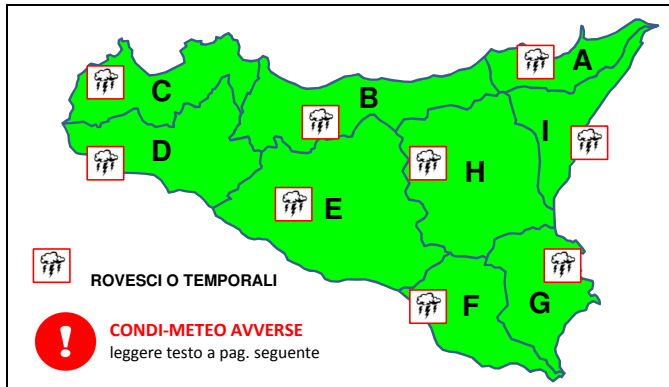 A
C
B
I
D
H
E
F
G
ROVESCI O TEMPORALI
!
CONDI-METEO AVVERSE
leggere testo a pag. seguente